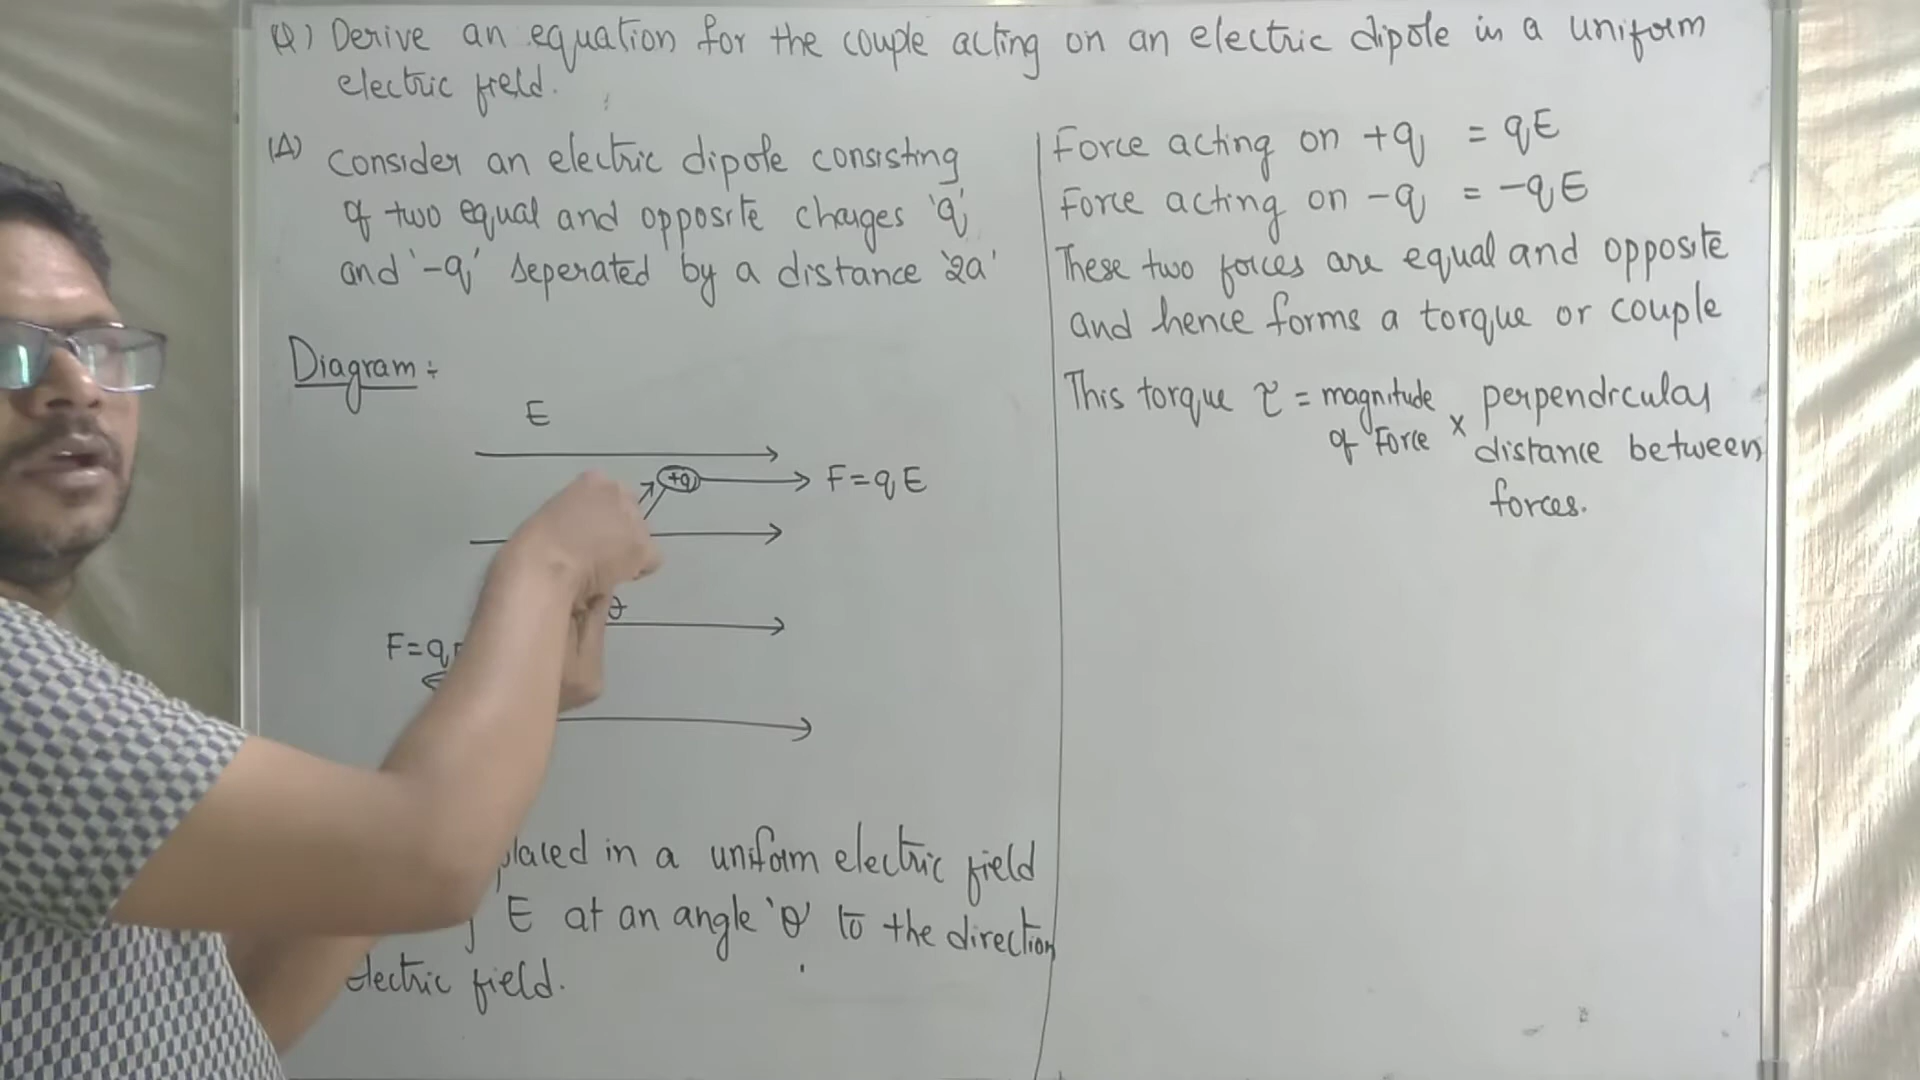 Q) Derive an equation for the couple acting on an electric dipole in a uniform
electric field.
(A) Consider an electric dipole consisting
of two equal and opposite charges 'q'
and '-q' seperated by a distance '2a'
Diagram :-
E
+q
F=qE
θ
F=q
placed in a uniform electric field
E at an angle 'θ' to the direction
electric field.
Force acting on +q = qE
Force acting on -q = -qE
These two forces are equal and opposite
and hence forms a torque or couple
This torque τ = magnitude × perpendicular
of Force distance between
forces.